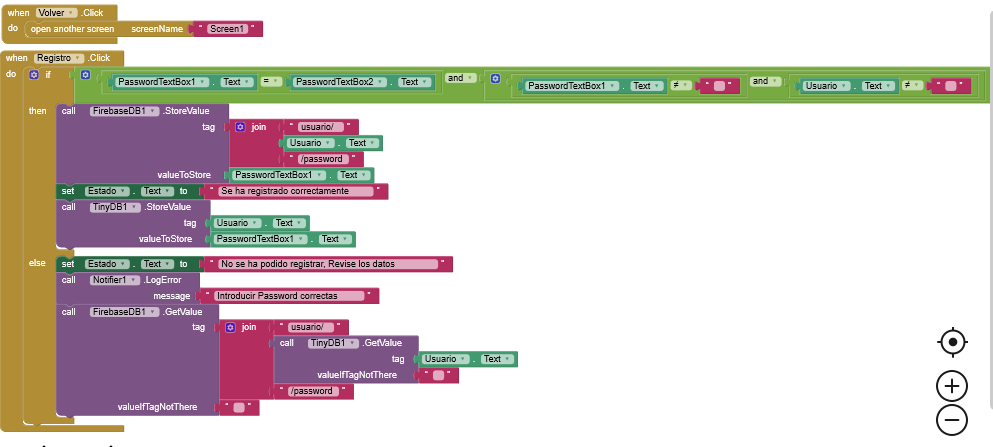 when Volver .Click
do open another screen screenName " Screen1 "
when Registro .Click
do if PasswordTextBox1 . Text = PasswordTextBox2 . Text and PasswordTextBox1 . Text ≠ " " and Usuario . Text ≠ " "
then call FirebaseDB1 .StoreValue
tag join " usuario/ "
Usuario . Text
" /password "
valueToStore PasswordTextBox1 . Text
set Estado . Text to " Se ha registrado correctamente "
call TinyDB1 .StoreValue
tag Usuario . Text
valueToStore PasswordTextBox1 . Text
else set Estado . Text to " No se ha podido registrar, Revise los datos "
call Notifier1 .LogError
message " Introducir Password correctas "
call FirebaseDB1 .GetValue
tag join " usuario/ "
call TinyDB1 .GetValue
tag Usuario . Text
valueIfTagNotThere " "
" /password "
valueIfTagNotThere " "